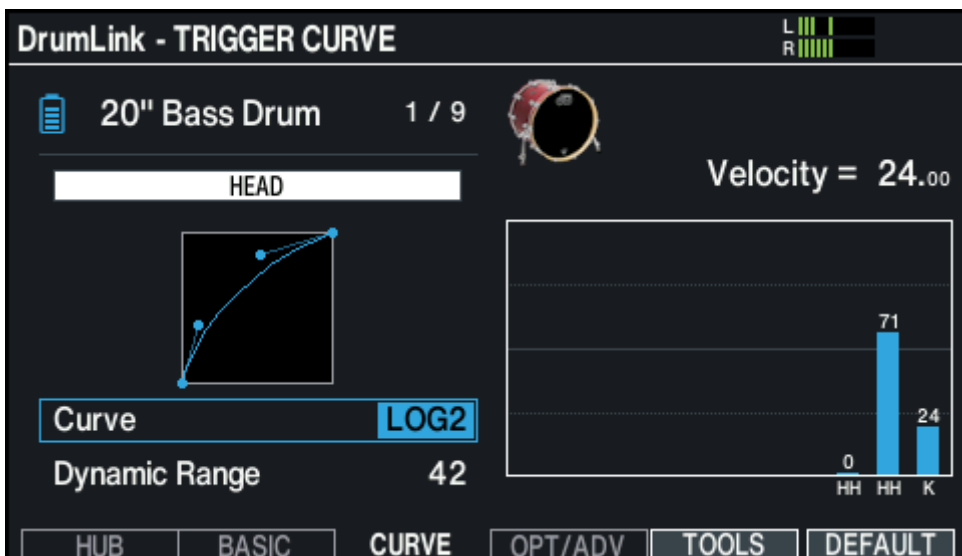 DrumLink - TRIGGER CURVE
L
R
20" Bass Drum 1 / 9
HEAD
Velocity = 24.00
Curve LOG2
Dynamic Range 42
71
24
0
HH HH K
HUB BASIC CURVE OPT/ADV TOOLS DEFAULT